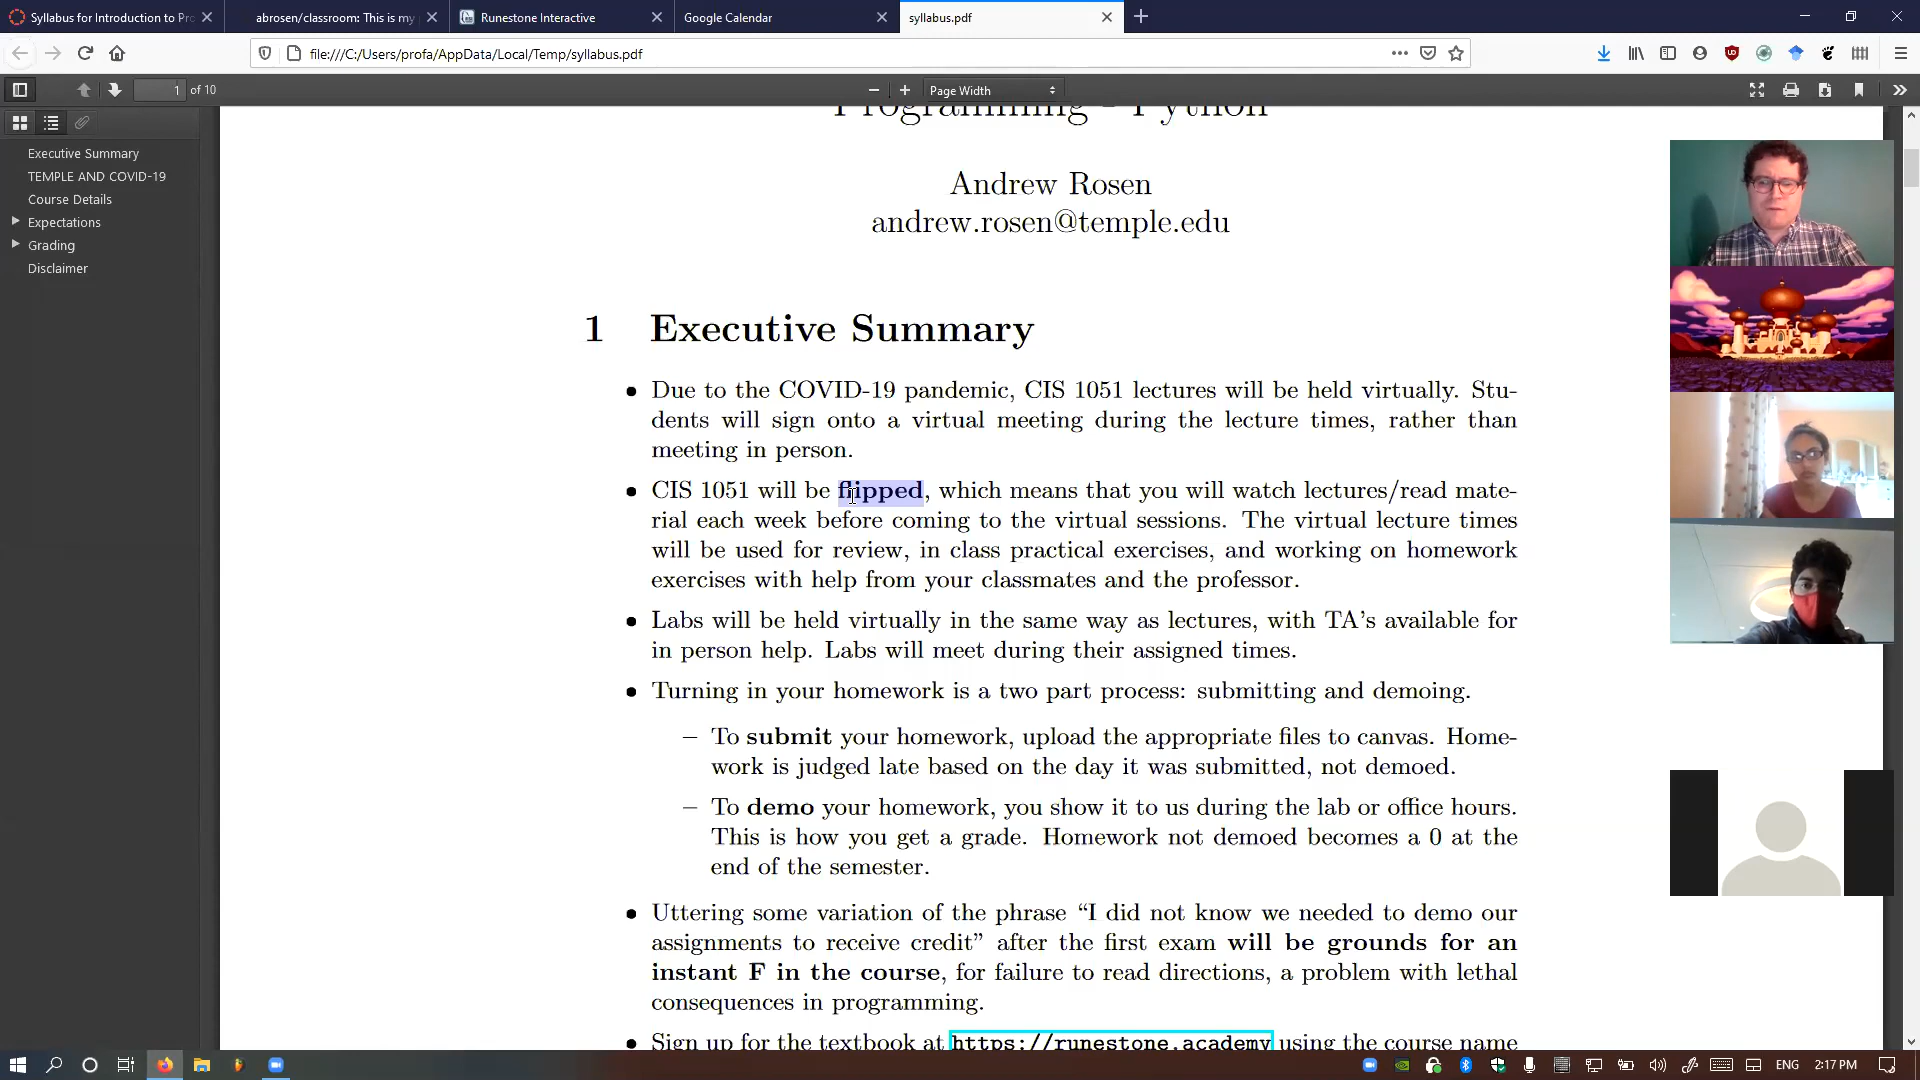 Syllabus for Introduction to Pro
abrosen/classroom: This is my
Runestone Interactive
Google Calendar
syllabus.pdf
file:///C:/Users/profa/AppData/Local/Temp/syllabus.pdf
1 of 10
Page Width
Executive Summary
TEMPLE AND COVID-19
Course Details
Expectations
Grading
Disclaimer
Programming – Python
Andrew Rosen
andrew.rosen@temple.edu
1 Executive Summary
• Due to the COVID-19 pandemic, CIS 1051 lectures will be held virtually. Stu-
dents will sign onto a virtual meeting during the lecture times, rather than
meeting in person.
• CIS 1051 will be flipped, which means that you will watch lectures/read mate-
rial each week before coming to the virtual sessions. The virtual lecture times
will be used for review, in class practical exercises, and working on homework
exercises with help from your classmates and the professor.
• Labs will be held virtually in the same way as lectures, with TA's available for
in person help. Labs will meet during their assigned times.
• Turning in your homework is a two part process: submitting and demoing.
– To submit your homework, upload the appropriate files to canvas. Home-
work is judged late based on the day it was submitted, not demoed.
– To demo your homework, you show it to us during the lab or office hours.
This is how you get a grade. Homework not demoed becomes a 0 at the
end of the semester.
• Uttering some variation of the phrase “I did not know we needed to demo our
assignments to receive credit” after the first exam will be grounds for an
instant F in the course, for failure to read directions, a problem with lethal
consequences in programming.
• Sign up for the textbook at https://runestone.academy using the course name
ENG 2:17 PM